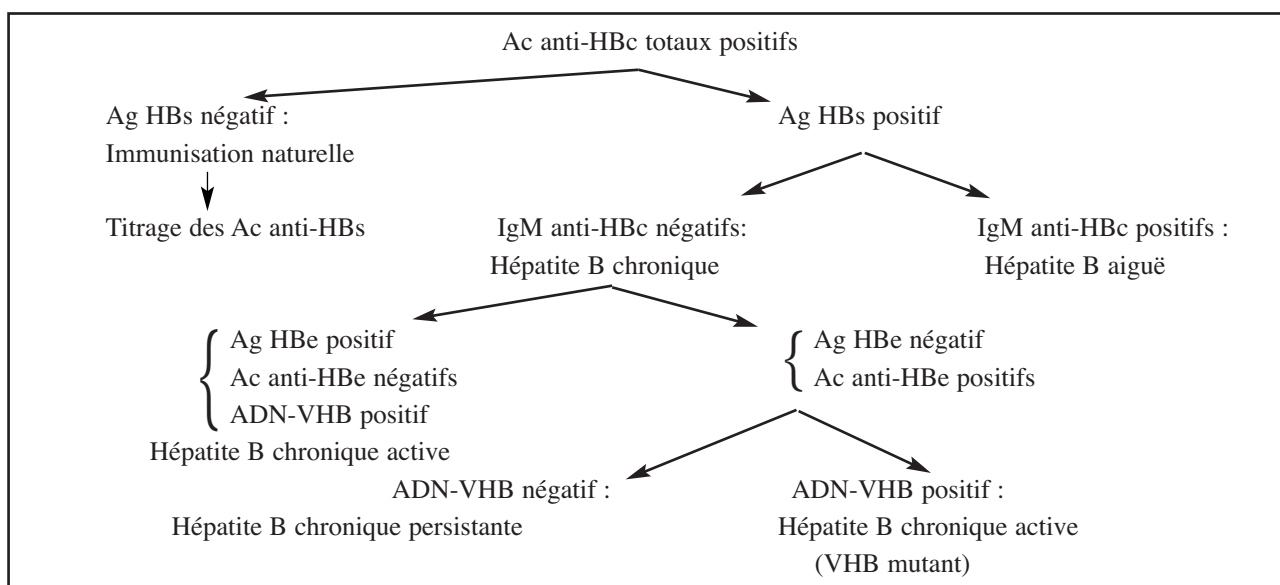 Ac anti-HBc totaux positifs
Ag HBs négatif :
Immunisation naturelle
Titrage des Ac anti-HBs
Ag HBs positif
IgM anti-HBc négatifs:
Hépatite B chronique
IgM anti-HBc positifs :
Hépatite B aiguë
Ag HBe positif
Ac anti-HBe négatifs
ADN-VHB positif
Hépatite B chronique active
Ag HBe négatif
Ac anti-HBe positifs
ADN-VHB négatif :
Hépatite B chronique persistante
ADN-VHB positif :
Hépatite B chronique active
(VHB mutant)